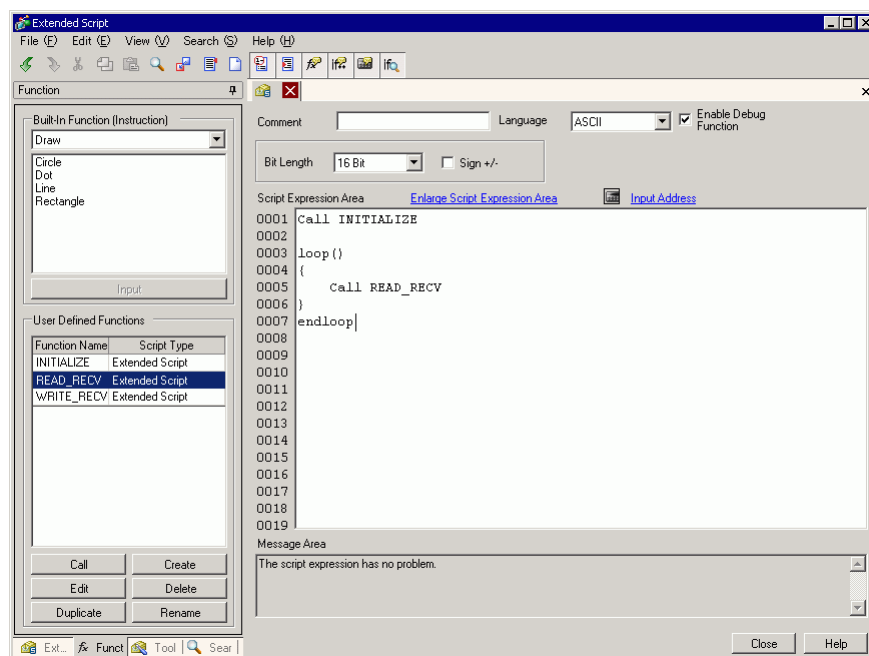 Extended Script
File (F) Edit (E) View (V) Search (S) Help (H)
Function
Built-In Function (Instruction)
Draw
Circle
Dot
Line
Rectangle
Input
User Defined Functions
Function Name Script Type
INITIALIZE Extended Script
READ_RECV Extended Script
WRITE_RECV Extended Script
Call Create
Edit Delete
Duplicate Rename
Ext... Funct Tool Sear
Comment Language ASCII Enable Debug
Function
Bit Length 16 Bit Sign +/-
Script Expression Area Enlarge Script Expression Area Input Address
0001 Call INITIALIZE
0002
0003 loop()
0004 {
0005 Call READ_RECV
0006 }
0007 endloop
0008
0009
0010
0011
0012
0013
0014
0015
0016
0017
0018
0019
Message Area
The script expression has no problem.
Close Help